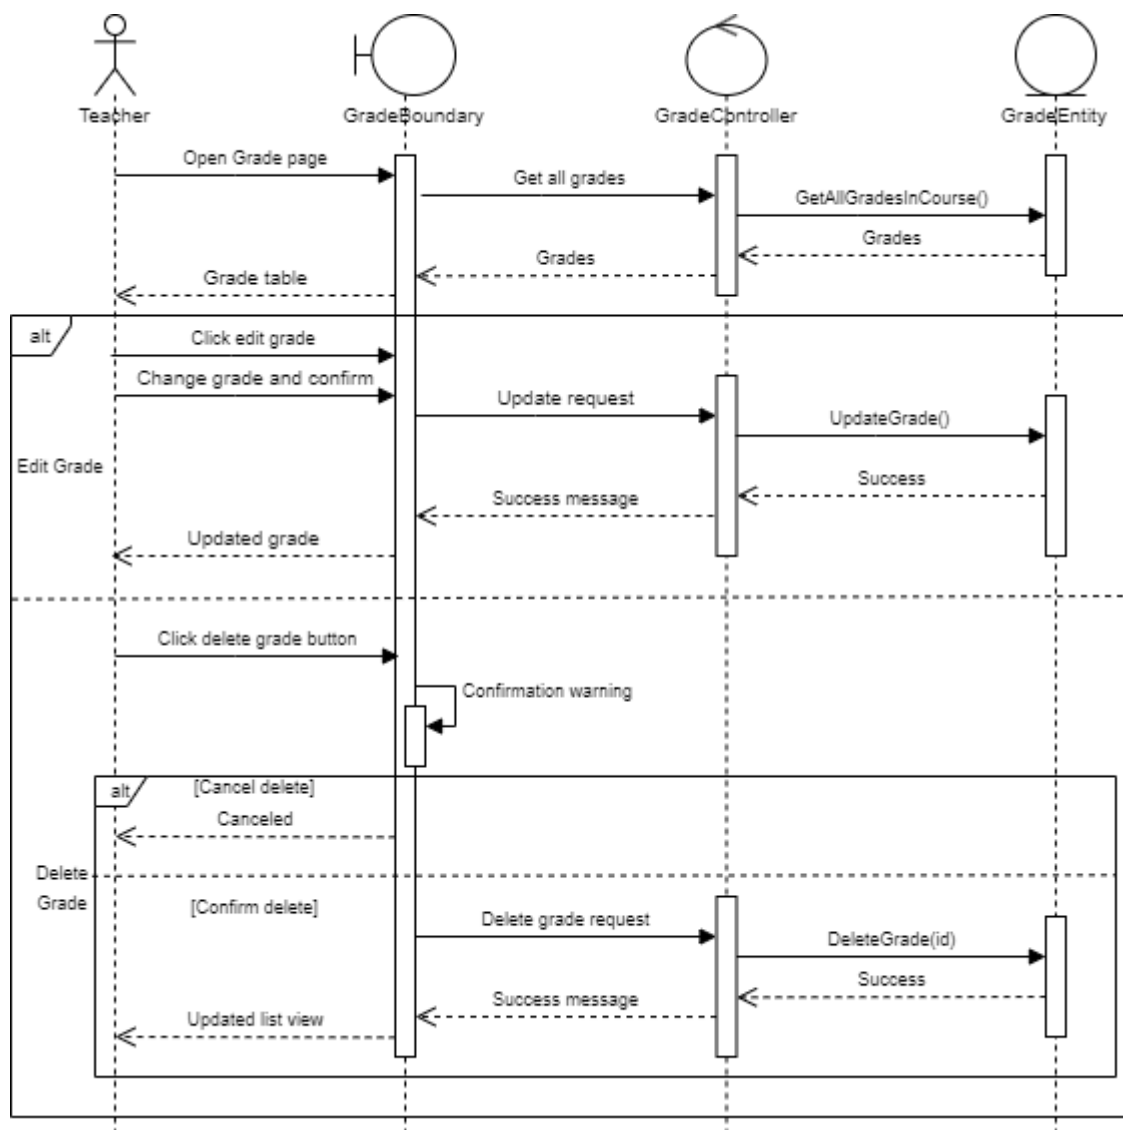 Teacher
GradeBoundary
GradeController
GradeEntity
Open Grade page
Get all grades
GetAllGradesInCourse()
Grades
Grades
Grade table
alt
Click edit grade
Change grade and confirm
Update request
UpdateGrade()
Edit Grade
Success
Success message
Updated grade
Click delete grade button
Confirmation warning
alt
[Cancel delete]
Canceled
Delete
Grade
[Confirm delete]
Delete grade request
DeleteGrade(id)
Success
Success message
Updated list view